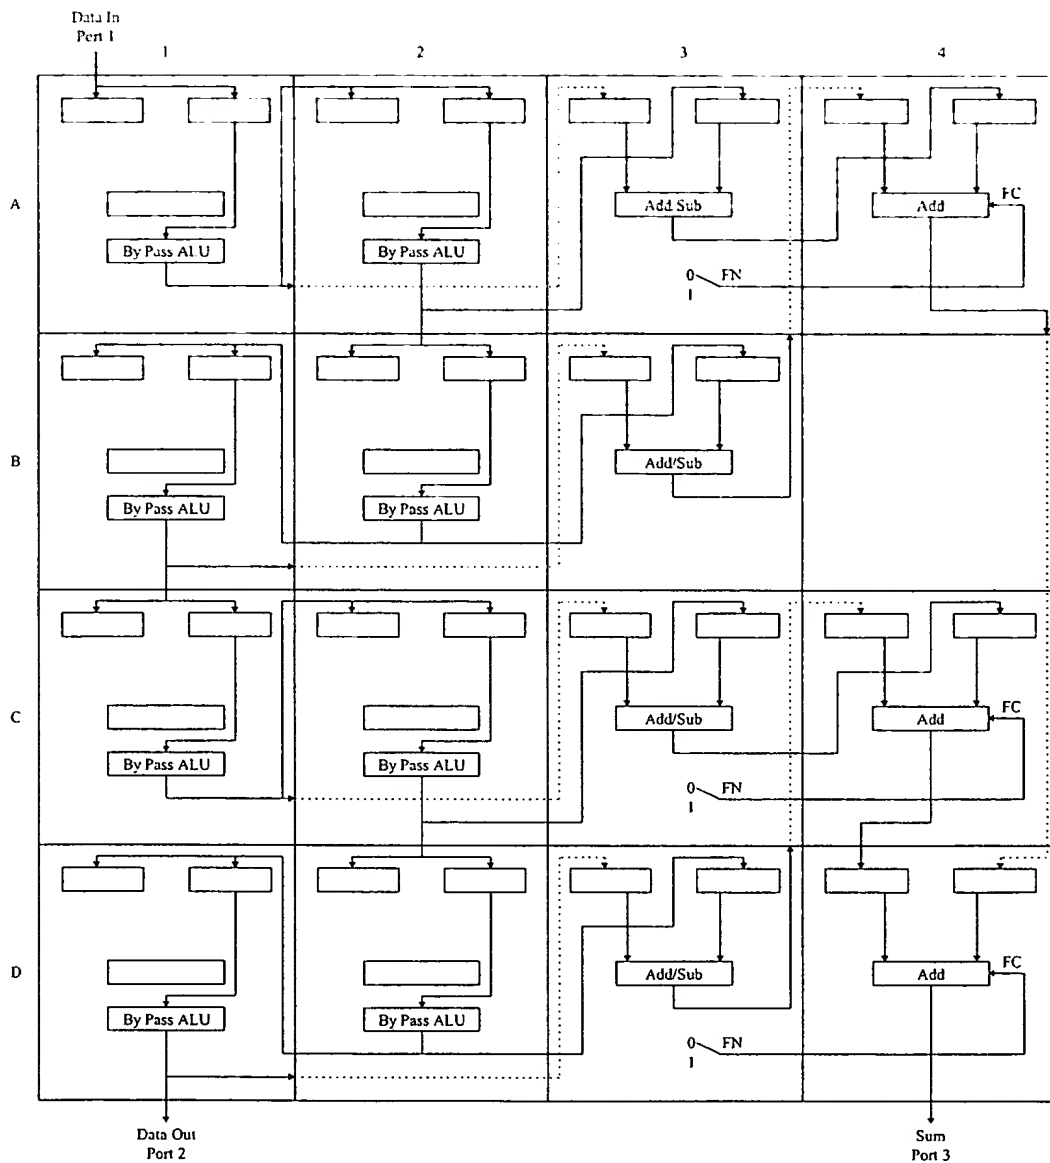 Data In
Port 1
1
2
3
4
A
By Pass ALU
By Pass ALU
Add Sub
0
1
FN
Add
FC
B
By Pass ALU
By Pass ALU
Add/Sub
C
By Pass ALU
By Pass ALU
Add/Sub
0
1
FN
Add
FC
D
By Pass ALU
By Pass ALU
Add/Sub
0
1
FN
Add
FC
Data Out
Port 2
Sum
Port 3